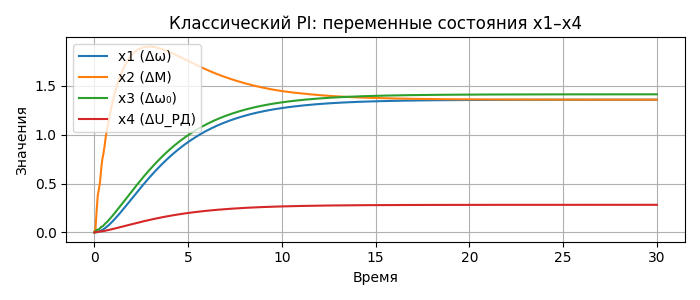 Классический PI: переменные состояния x1–x4
x1 (Δω)
x2 (ΔM)
x3 (Δω₀)
x4 (ΔU_РД)
значения
1.5
1.0
0.5
0.0
0
5
10
15
20
25
30
Время